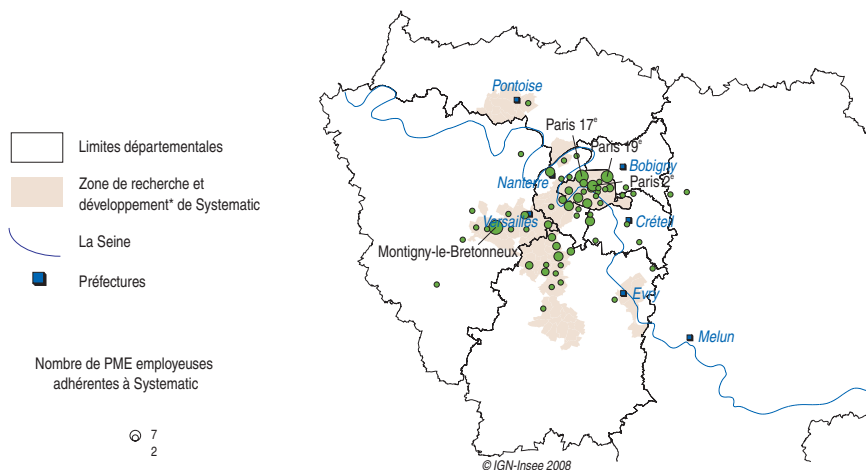 Limites départementales
Zone de recherche et
développement* de Systematic
La Seine
Préfectures
Nombre de PME employeuses
adhérentes à Systematic
7
2
Pontoise
Paris 17e
Paris 19e
Bobigny
Nanterre
Paris 2e
Versailles
Créteil
Montigny-le-Bretonneux
Evry
Melun
© IGN-Insee 2008